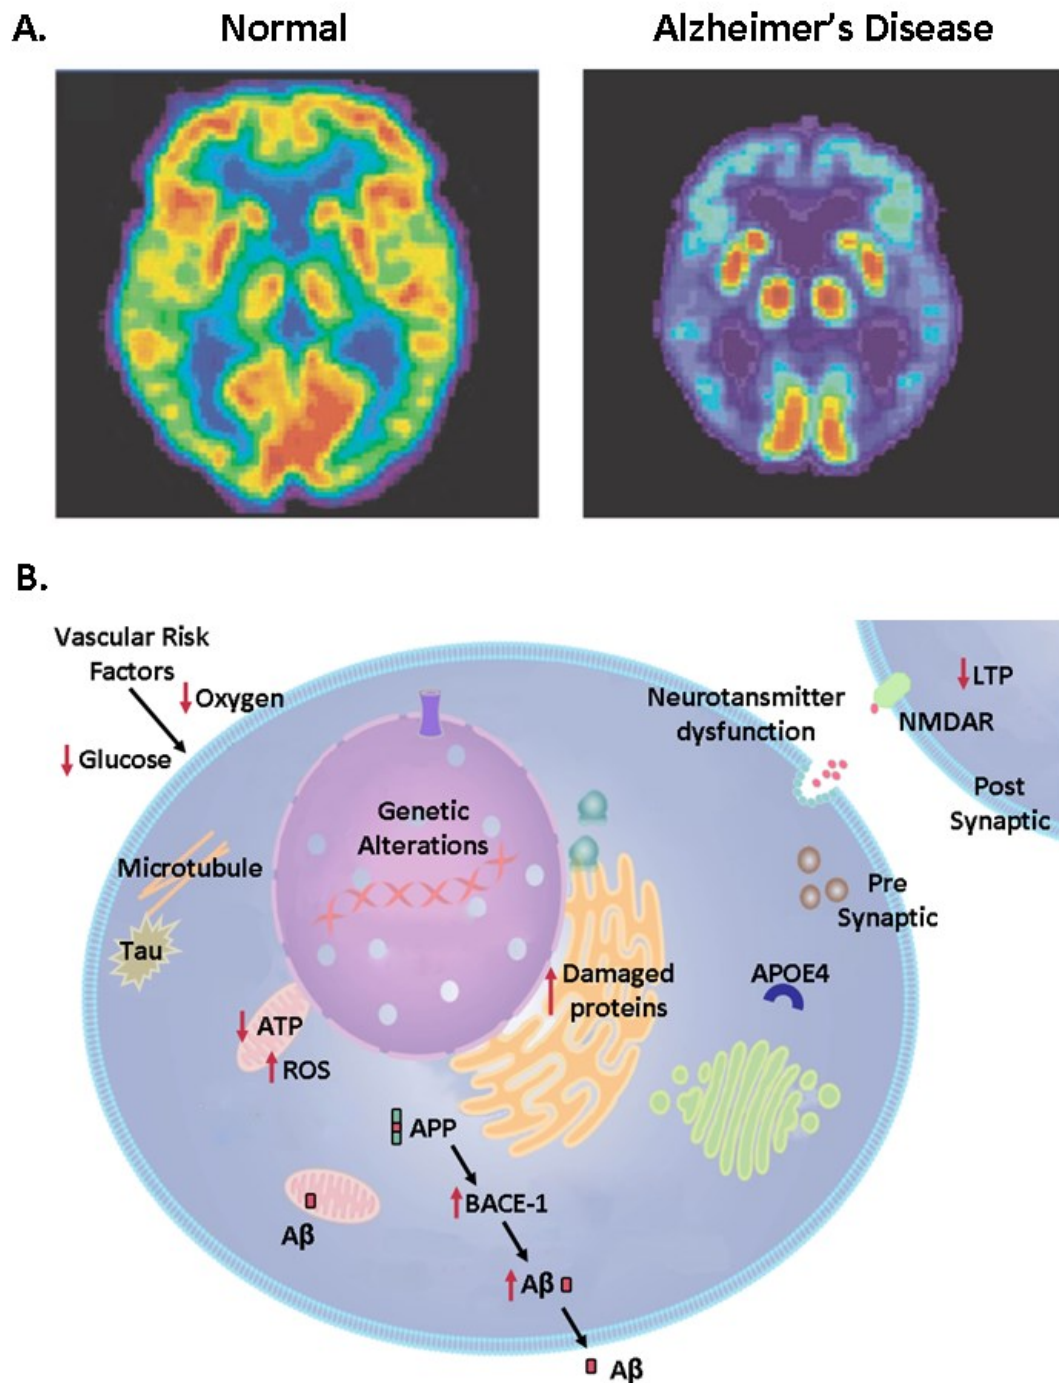 A.
Normal
Alzheimer's Disease
B.
Vascular Risk
Factors
Oxygen
Glucose
Neurotansmitter
dysfunction
LTP
NMDAR
Post
Synaptic
Genetic
Alterations
Microtubule
Tau
Pre
Synaptic
Damaged
proteins
APOE4
ATP
ROS
APP
BACE-1
Aβ
Aβ
Aβ